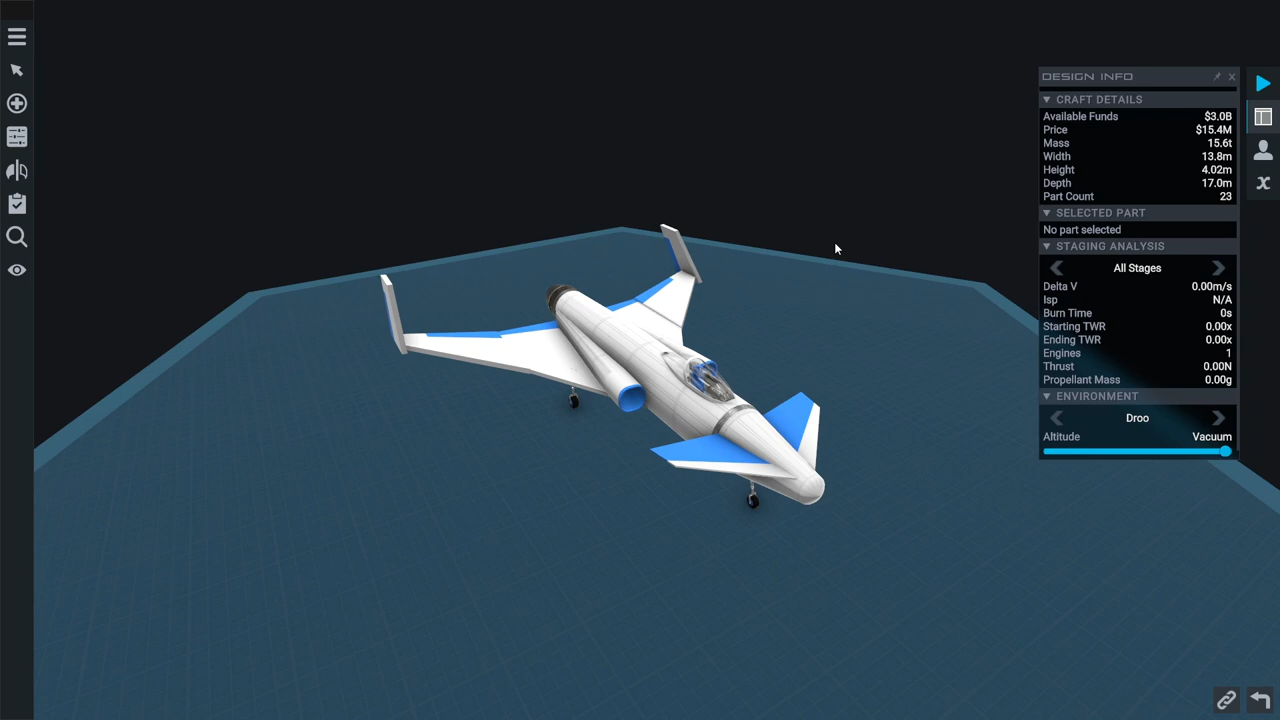 DESIGN INFO
CRAFT DETAILS
Available Funds $3.0B
Price $15.4M
Mass 15.6t
Width 13.8m
Height 4.02m
Depth 17.0m
Part Count 23
SELECTED PART
No part selected
STAGING ANALYSIS
All Stages
Delta V 0.00m/s
Isp N/A
Burn Time 0s
Starting TWR 0.00x
Ending TWR 0.00x
Engines 1
Thrust 0.00N
Propellant Mass 0.00g
ENVIRONMENT
Droo
Altitude Vacuum